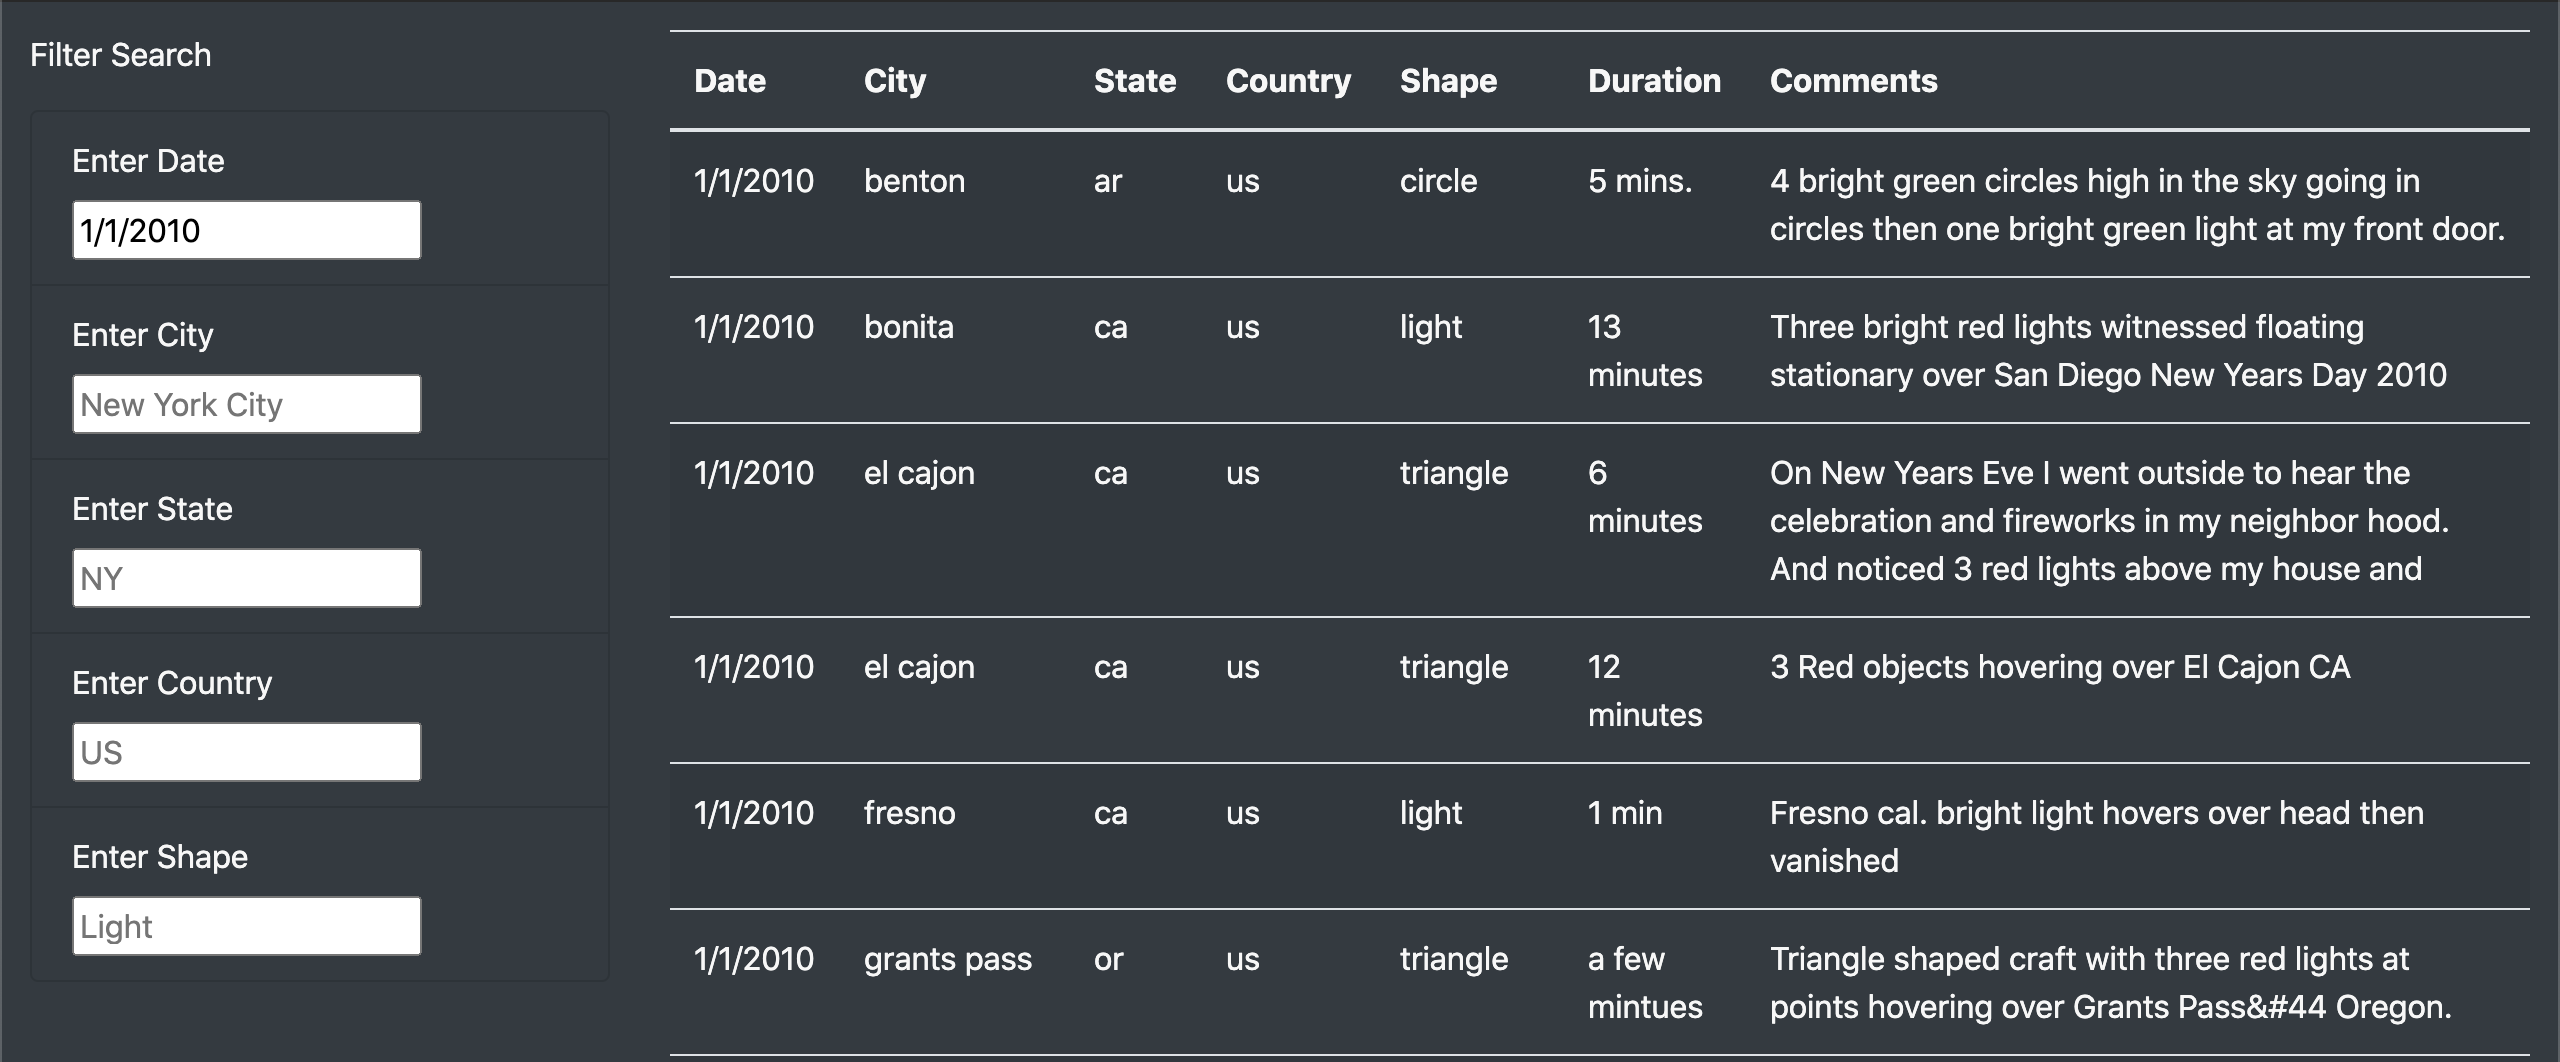 Filter Search
Enter Date
1/1/2010
Enter City
New York City
Enter State
NY
Enter Country
US
Enter Shape
Light
Date City State Country Shape Duration Comments
1/1/2010 benton ar us circle 5 mins. 4 bright green circles high in the sky going in
circles then one bright green light at my front door.
1/1/2010 bonita ca us light 13 Three bright red lights witnessed floating
minutes stationary over San Diego New Years Day 2010
1/1/2010 el cajon ca us triangle 6 On New Years Eve I went outside to hear the
minutes celebration and fireworks in my neighbor hood.
And noticed 3 red lights above my house and
1/1/2010 el cajon ca us triangle 12 3 Red objects hovering over El Cajon CA
minutes
1/1/2010 fresno ca us light 1 min Fresno cal. bright light hovers over head then
vanished
1/1/2010 grants pass or us triangle a few Triangle shaped craft with three red lights at
mintues points hovering over Grants Pass&#44 Oregon.